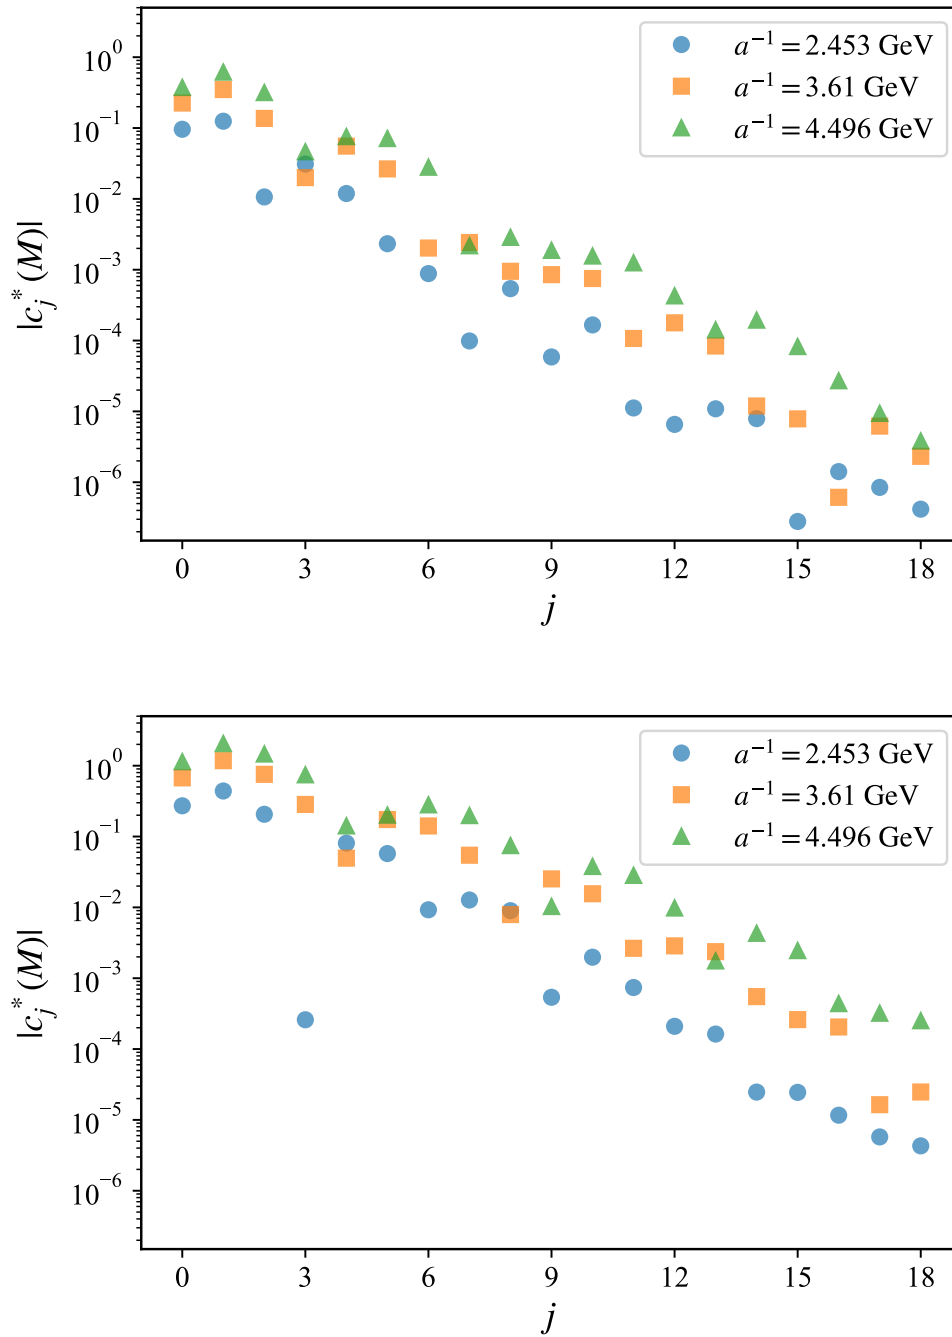 10^0
10^{-1}
10^{-2}
10^{-3}
10^{-4}
10^{-5}
10^{-6}
|c_j^*(M)|
a^{-1} = 2.453 GeV
a^{-1} = 3.61 GeV
a^{-1} = 4.496 GeV
0 3 6 9 12 15 18
j
10^0
10^{-1}
10^{-2}
10^{-3}
10^{-4}
10^{-5}
10^{-6}
|c_j^*(M)|
a^{-1} = 2.453 GeV
a^{-1} = 3.61 GeV
a^{-1} = 4.496 GeV
0 3 6 9 12 15 18
j